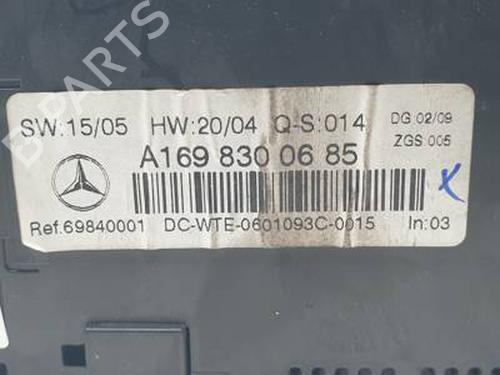 B-PARTS
SW:15/05 HW:20/04 Q-S:014 DG 02/09
ZGS:005
A169 830 06 85
X
Ref.69840001 DC-WTE-0601093C-0015 In:03